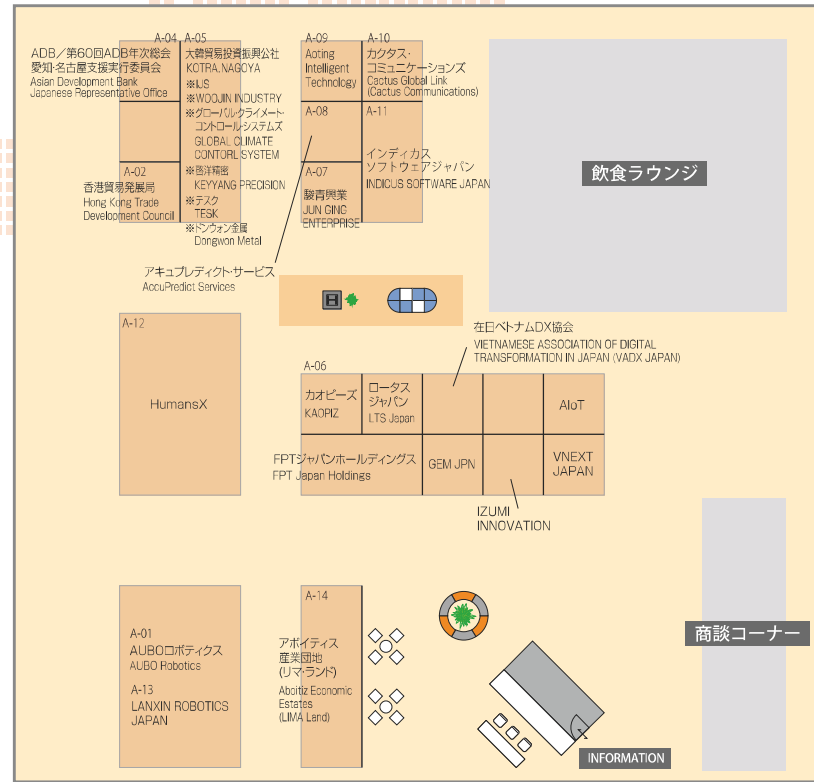 A-04
ADB／第60回ADB年次総会
愛知・名古屋支援実行委員会
Asian Development Bank
Japanese Representative Office
A-05
大韓貿易投資振興公社
KOTRA.NAGOYA
※IJS
※WOOJIN INDUSTRY
※グローバル・クライメート・
コントロール・システムズ
GLOBAL CLIMATE
CONTORL SYSTEM
※啓洋精密
KEYYANG PRECISION
※テスク
TESK
※ドンウォン金属
Dongwon Metal
A-02
香港貿易発展局
Hong Kong Trade
Development Council
A-09
Aoting
Intelligent
Technology
A-10
カクタス・
コミュニケーションズ
Cactus Global Link
(Cactus Communications)
A-08
A-11
インディカス
ソフトウェアジャパン
INDICUS SOFTWARE JAPAN
A-07
駿青興業
JUN GING
ENTERPRISE
飲食ラウンジ
アキュプレディクト・サービス
AccuPredict Services
A-12
HumansX
在日ベトナムDX協会
VIETNAMESE ASSOCIATION OF DIGITAL
TRANSFORMATION IN JAPAN (VADX JAPAN)
A-06
カオピーズ
KAOPIZ
ロータス
ジャパン
LTS Japan
AIoT
FPTジャパンホールディングス
FPT Japan Holdings
GEM JPN
VNEXT
JAPAN
IZUMI
INNOVATION
A-01
AUBOロボティクス
AUBO Robotics
A-13
LANXIN ROBOTICS
JAPAN
A-14
アボイティス
産業団地
(リマ・ランド)
Aboitiz Economic
Estates
(LIMA Land)
商談コーナー
INFORMATION